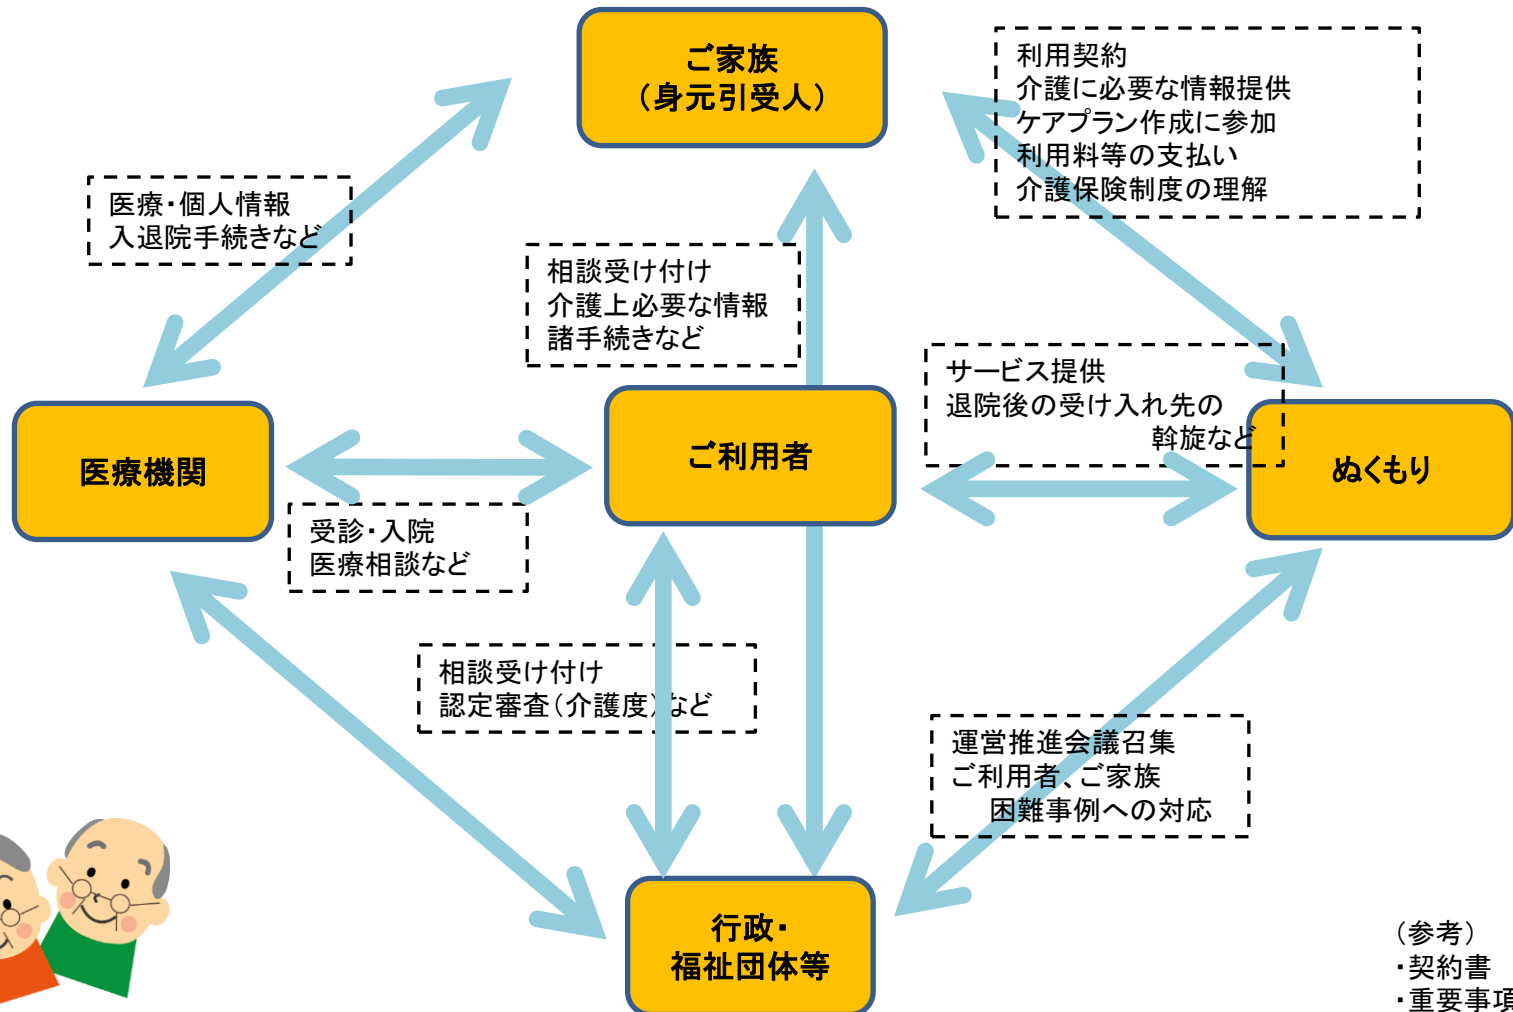 ご家族
（身元引受人）
利用契約
介護に必要な情報提供
ケアプラン作成に参加
利用料等の支払い
介護保険制度の理解
医療・個人情報
入退院手続きなど
相談受け付け
介護上必要な情報
諸手続きなど
サービス提供
退院後の受け入れ先の
斡旋など
医療機関
ご利用者
ぬくもり
受診・入院
医療相談など
相談受け付け
認定審査（介護度）など
運営推進会議召集
ご利用者、ご家族
困難事例への対応
行政・
福祉団体等
（参考）
・契約書
・重要事項